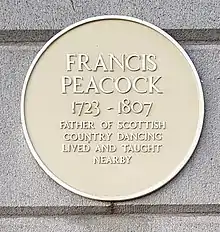 FRANCIS
PEACOCK
1723 - 1807
FATHER OF SCOTTISH
COUNTRY DANCING
LIVED AND TAUGHT
NEARBY